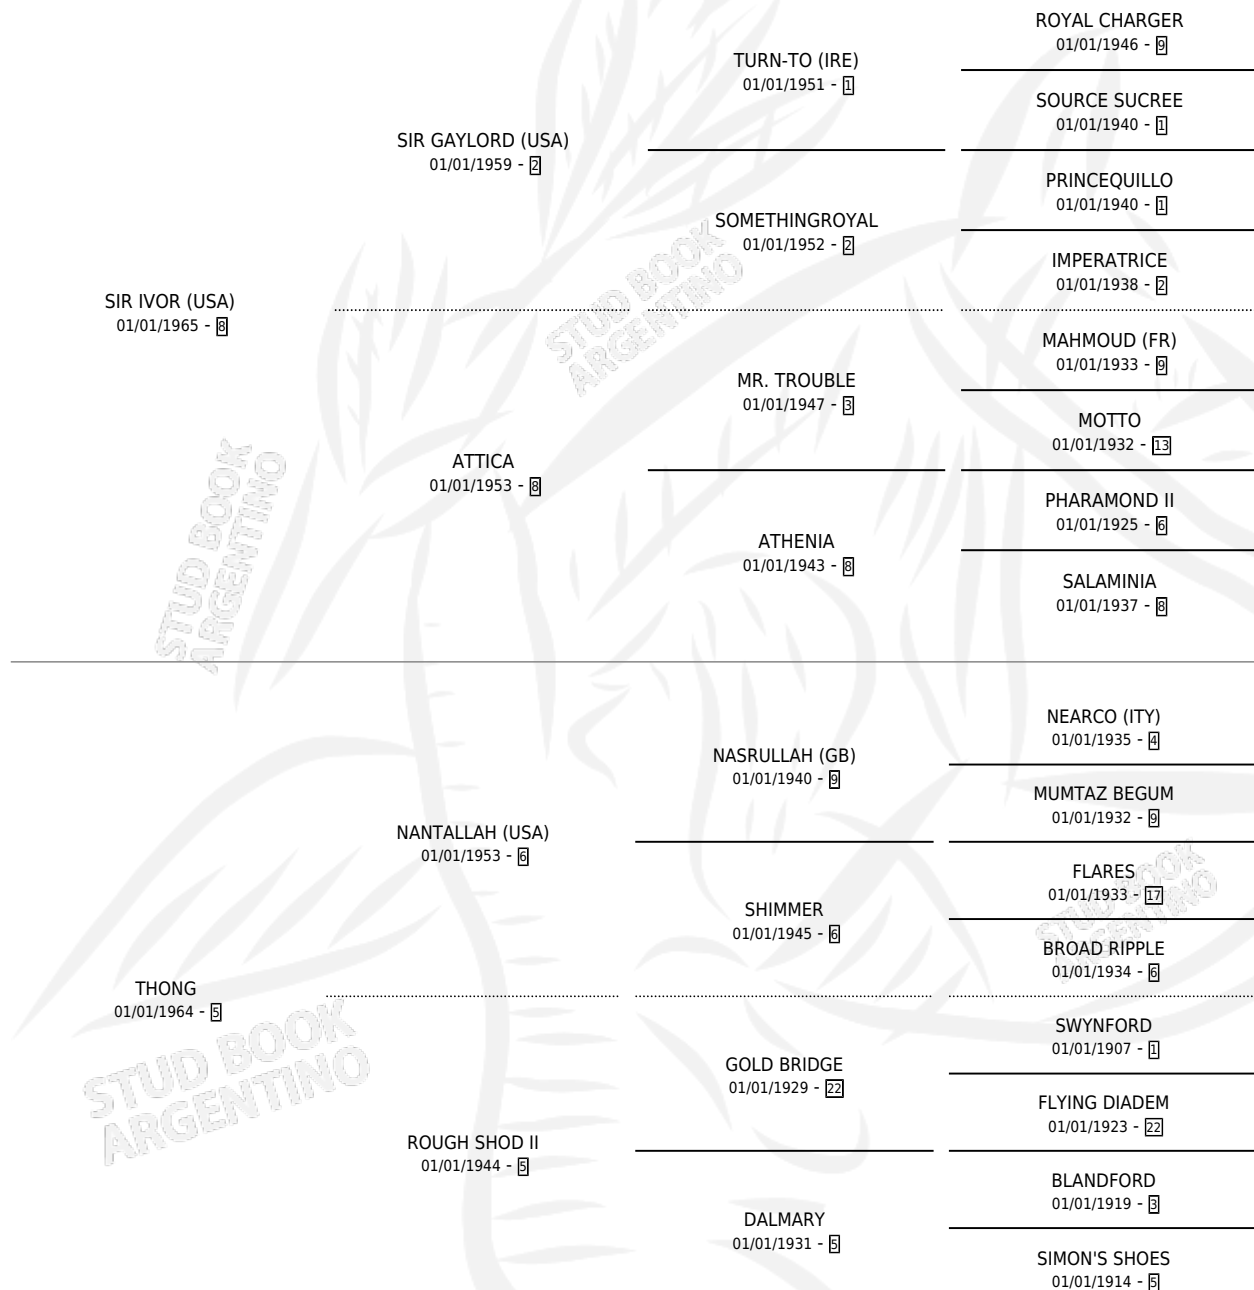 ROYAL CHARGER
01/01/1946 - 9
TURN-TO (IRE)
01/01/1951 - 1
SOURCE SUCREE
01/01/1940 - 1
SIR GAYLORD (USA)
01/01/1959 - 2
PRINCEQUILLO
01/01/1940 - 1
SOMETHINGROYAL
01/01/1952 - 2
IMPERATRICE
01/01/1938 - 2
SIR IVOR (USA)
01/01/1965 - 8
MAHMOUD (FR)
01/01/1933 - 9
MR. TROUBLE
01/01/1947 - 3
MOTTO
01/01/1932 - 13
ATTICA
01/01/1953 - 8
PHARAMOND II
01/01/1925 - 6
ATHENIA
01/01/1943 - 8
SALAMINIA
01/01/1937 - 8
NEARCO (ITY)
01/01/1935 - 4
NASRULLAH (GB)
01/01/1940 - 9
MUMTAZ BEGUM
01/01/1932 - 9
NANTALLAH (USA)
01/01/1953 - 6
FLARES
01/01/1933 - 17
SHIMMER
01/01/1945 - 6
BROAD RIPPLE
01/01/1934 - 6
THONG
01/01/1964 - 5
SWYNFORD
01/01/1907 - 1
GOLD BRIDGE
01/01/1929 - 22
FLYING DIADEM
01/01/1923 - 22
ROUGH SHOD II
01/01/1944 - 5
BLANDFORD
01/01/1919 - 3
DALMARY
01/01/1931 - 5
SIMON'S SHOES
01/01/1914 - 5
STUD BOOK
ARGENTINO
STUD BOOK
ARGENTINO
STUD BOOK
ARGENTINO
STUD BOOK
ARGENTINO